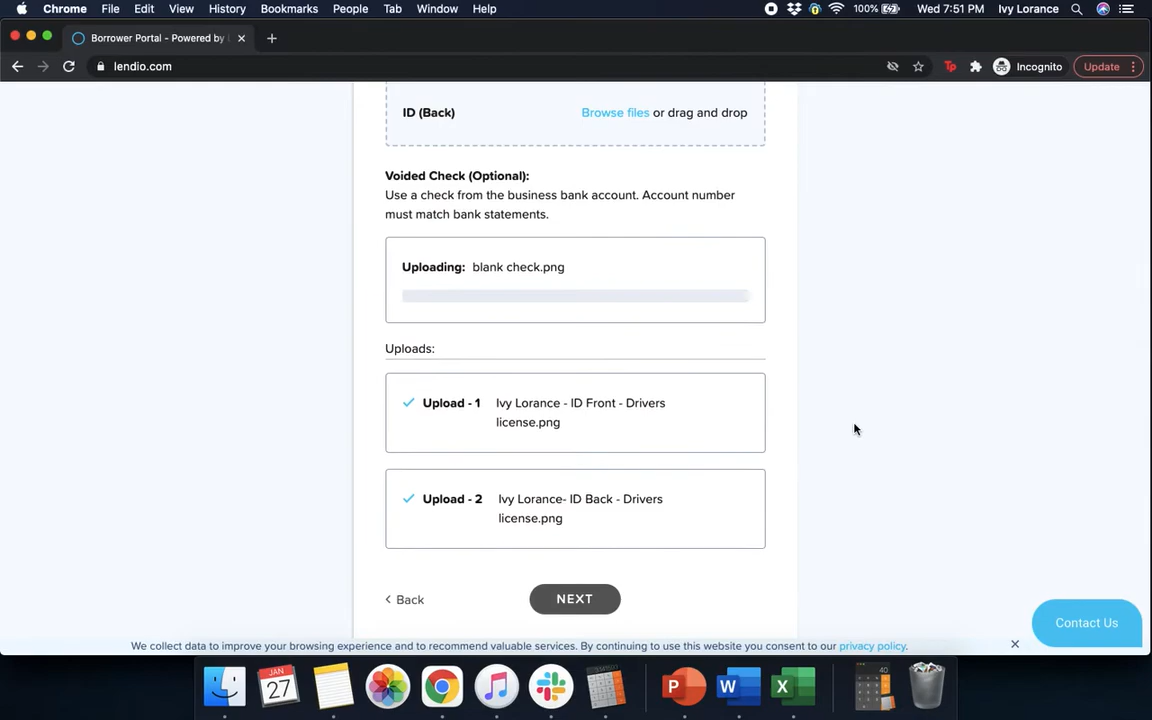 Chrome File Edit View History Bookmarks People Tab Window Help 100% Wed 7:51 PM Ivy Lorance
Borrower Portal - Powered by
lendio.com Incognito Update
ID (Back) Browse files or drag and drop
Voided Check (Optional):
Use a check from the business bank account. Account number
must match bank statements.
Uploading: blank check.png
Uploads:
Upload - 1 Ivy Lorance - ID Front - Drivers
license.png
Upload - 2 Ivy Lorance- ID Back - Drivers
license.png
< Back NEXT
Contact Us
We collect data to improve your browsing experience and to recommend valuable services. By continuing to use this website you consent to our privacy policy.
JAN
27
P W X 40